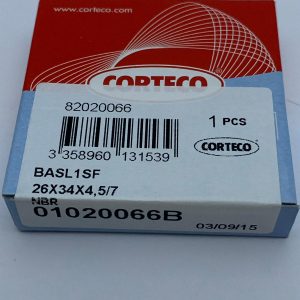 www.corteco.com
CORTECO
82020066
1 PCS
3 358960 131539
CORTECO
BASL1SF
26X34X4,5/7
NBR
01020066B
03/09/15